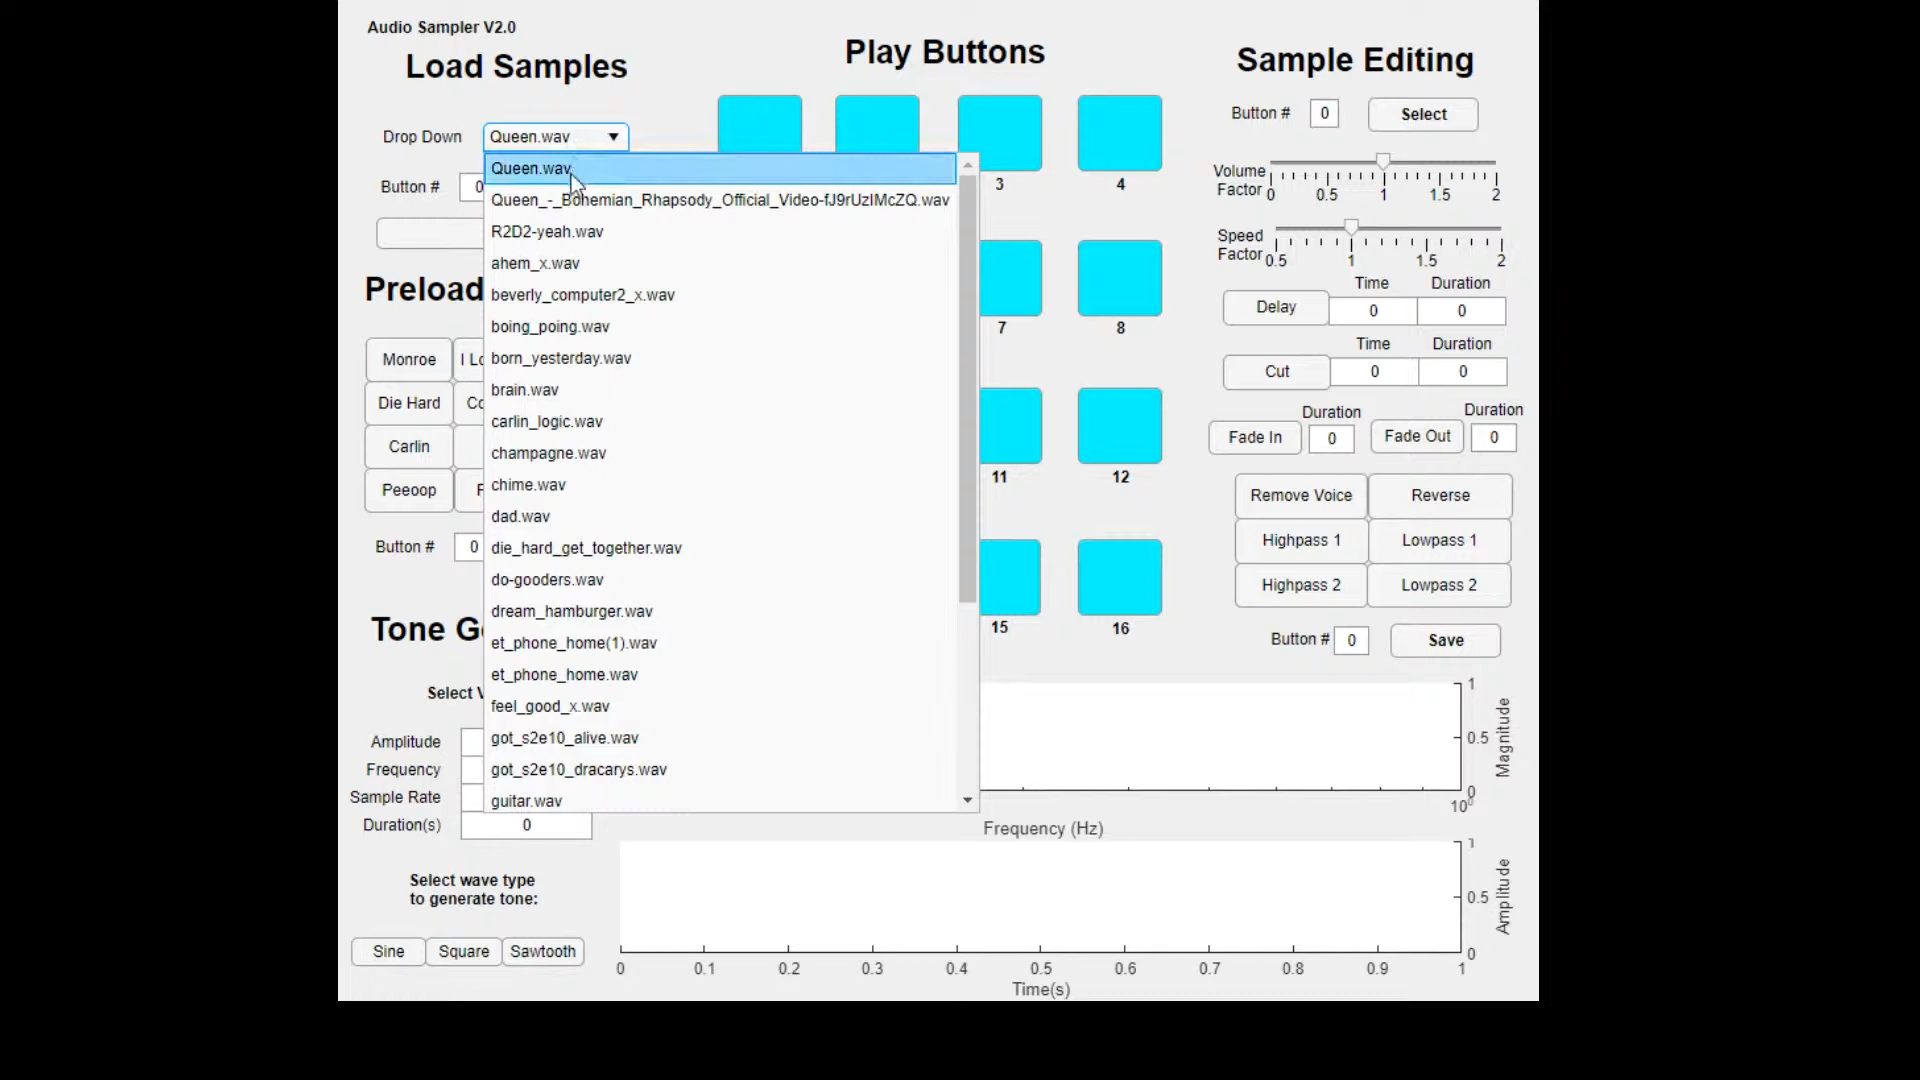 Audio Sampler V2.0
Load Samples
Play Buttons
Sample Editing
Drop Down
Queen.wav
Button #
0
Queen.wav
Queen_-_Bohemian_Rhapsody_Official_Video-fJ9rUzIMcZQ.wav
R2D2-yeah.wav
ahem_x.wav
beverly_computer2_x.wav
boing_poing.wav
born_yesterday.wav
brain.wav
carlin_logic.wav
champagne.wav
chime.wav
dad.wav
die_hard_get_together.wav
do-gooders.wav
dream_hamburger.wav
et_phone_home(1).wav
et_phone_home.wav
feel_good_x.wav
got_s2e10_alive.wav
got_s2e10_dracarys.wav
guitar.wav
Preload
Monroe
I Lo
Die Hard
Co
Carlin
Peeoop
Button #
0
Tone Ge
Select
Amplitude
Frequency
Sample Rate
Duration(s)
0
Select wave type
to generate tone:
Sine
Square
Sawtooth
3
4
7
8
11
12
15
16
Button #
0
Select
Volume
Factor
0 0.5 1 1.5 2
Speed
Factor
0.5 1 1.5 2
Time
Duration
Delay
0
0
Time
Duration
Cut
0
0
Duration
Duration
Fade In
0
Fade Out
0
Remove Voice
Reverse
Highpass 1
Lowpass 1
Highpass 2
Lowpass 2
Button #
0
Save
1
0.5
0
Magnitude
10⁰
Frequency (Hz)
1
0.5
0
Amplitude
0 0.1 0.2 0.3 0.4 0.5 0.6 0.7 0.8 0.9 1
Time(s)